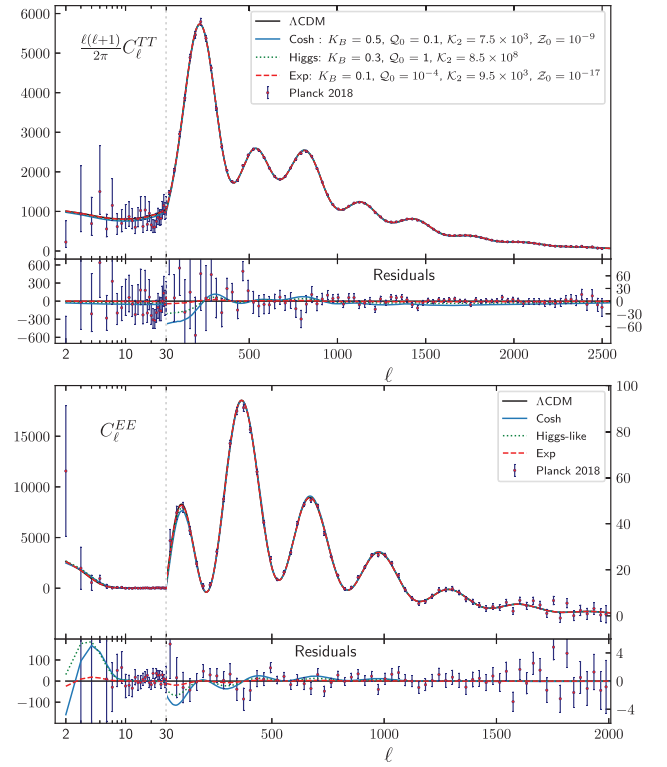 6000
5000
4000
3000
2000
1000
0
ℓ(ℓ+1)/2π C_ℓ^{TT}
ΛCDM
Cosh : K_B = 0.5, Q_0 = 0.1, K_2 = 7.5 × 10^3, Z_0 = 10^{-9}
Higgs: K_B = 0.3, Q_0 = 1, K_2 = 8.5 × 10^8
Exp: K_B = 0.1, Q_0 = 10^{-4}, K_2 = 9.5 × 10^3, Z_0 = 10^{-17}
Planck 2018
600
300
0
−300
−600
Residuals
60
30
0
−30
−60
2 10 30 500 1000 1500 2000 2500
ℓ
15000
10000
5000
0
C_ℓ^{EE}
ΛCDM
Cosh
Higgs-like
Exp
Planck 2018
100
80
60
40
20
0
100
0
−100
Residuals
4
0
−4
2 10 30 500 1000 1500 2000
ℓ